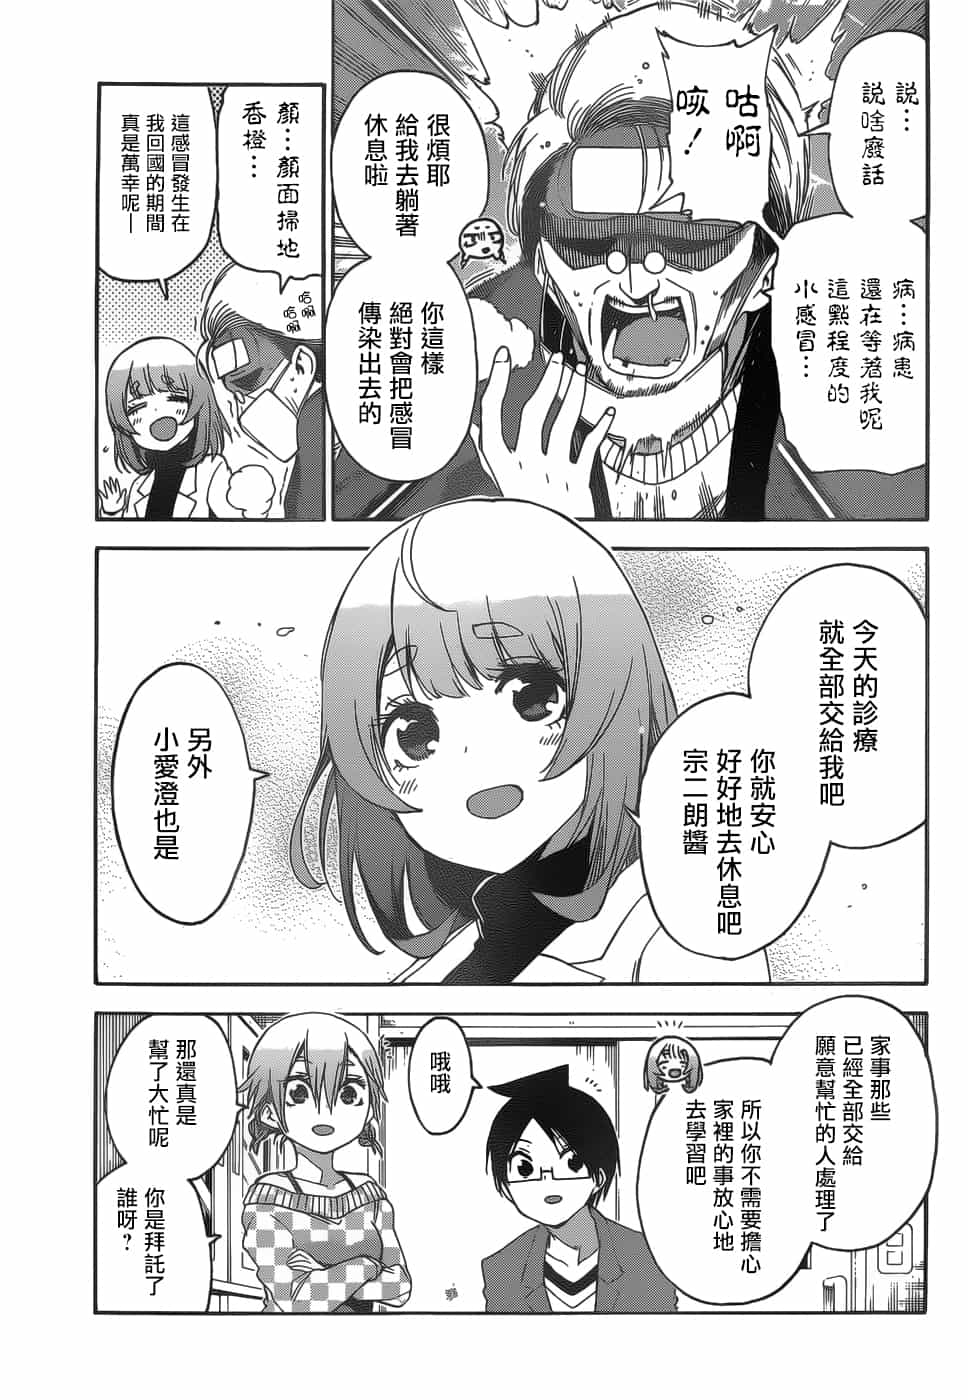 說…
說啥廢話
病…病患
還在等著我呢
這點程度的
小感冒…
咕啊
咳！
很煩耶
給我去躺著
休息啦
你這樣
絕對會把感冒
傳染出去的
顏…顏面掃地
香橙…
咕啊
咕啊
這感冒發生在
我回國的期間
真是萬幸呢—
今天的診療
就全部交給我吧
你就安心
好好地去休息吧
宗二朗醬
另外
小愛澄也是
家事那些
已經全部交給
願意幫忙的人處理了
所以你不需要擔心
家裡的事放心地
去學習吧
哦哦
那還真是
幫了大忙呢
你是拜託了
誰呀？